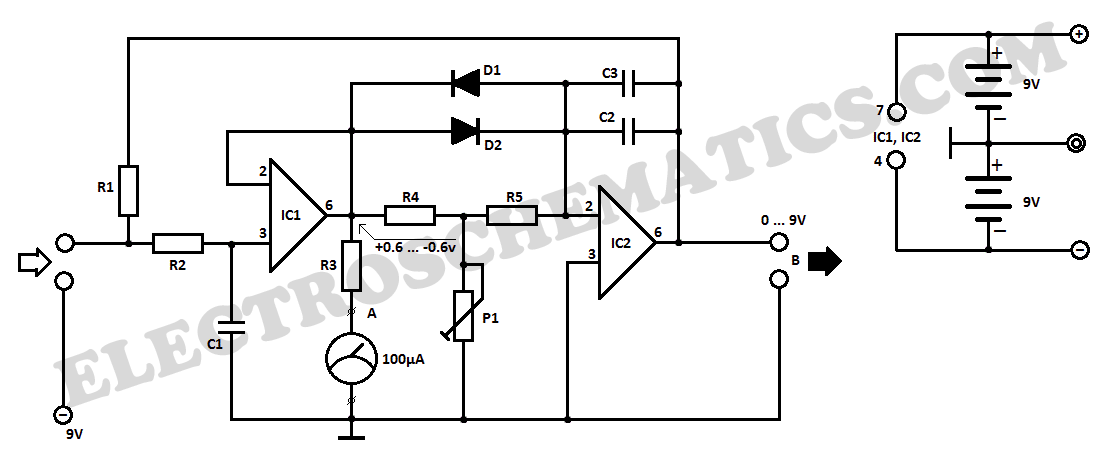 ELECTROSCHEMATICS.COM
D1
D2
C3
C2
R1
R2
C1
2
3
IC1
6
R4
R5
+0.6 ... -0.6v
R3
A
100µA
P1
2
3
IC2
6
0 ... 9V
B
−
9V
7
IC1, IC2
4
+
+
9V
−
+
9V
−
−